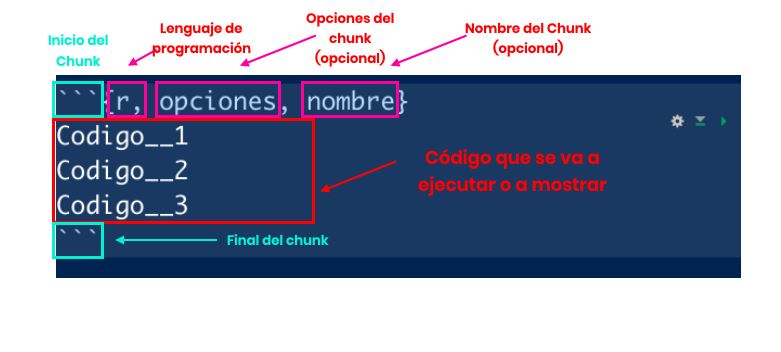 Inicio del
Chunk
Lenguaje de
programación
Opciones del
chunk
(opcional)
Nombre del Chunk
(opcional)
```{r, opciones, nombre}
Codigo__1
Codigo__2
Codigo__3
```
Código que se va a
ejecutar o a mostrar
Final del chunk